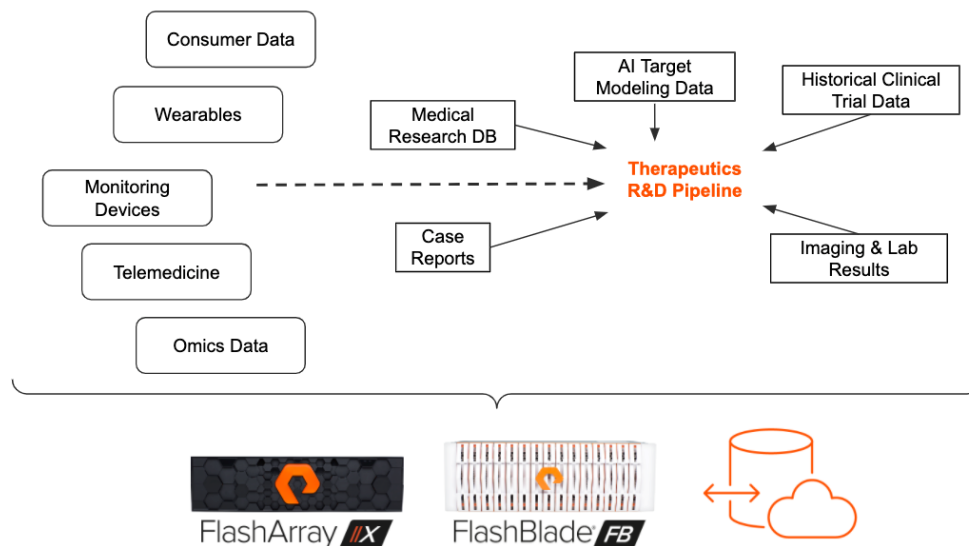 Consumer Data
Wearables
Monitoring
Devices
Telemedicine
Omics Data
Medical
Research DB
AI Target
Modeling Data
Historical Clinical
Trial Data
Therapeutics
R&D Pipeline
Case
Reports
Imaging & Lab
Results
FlashArray //X
FlashBlade® FB